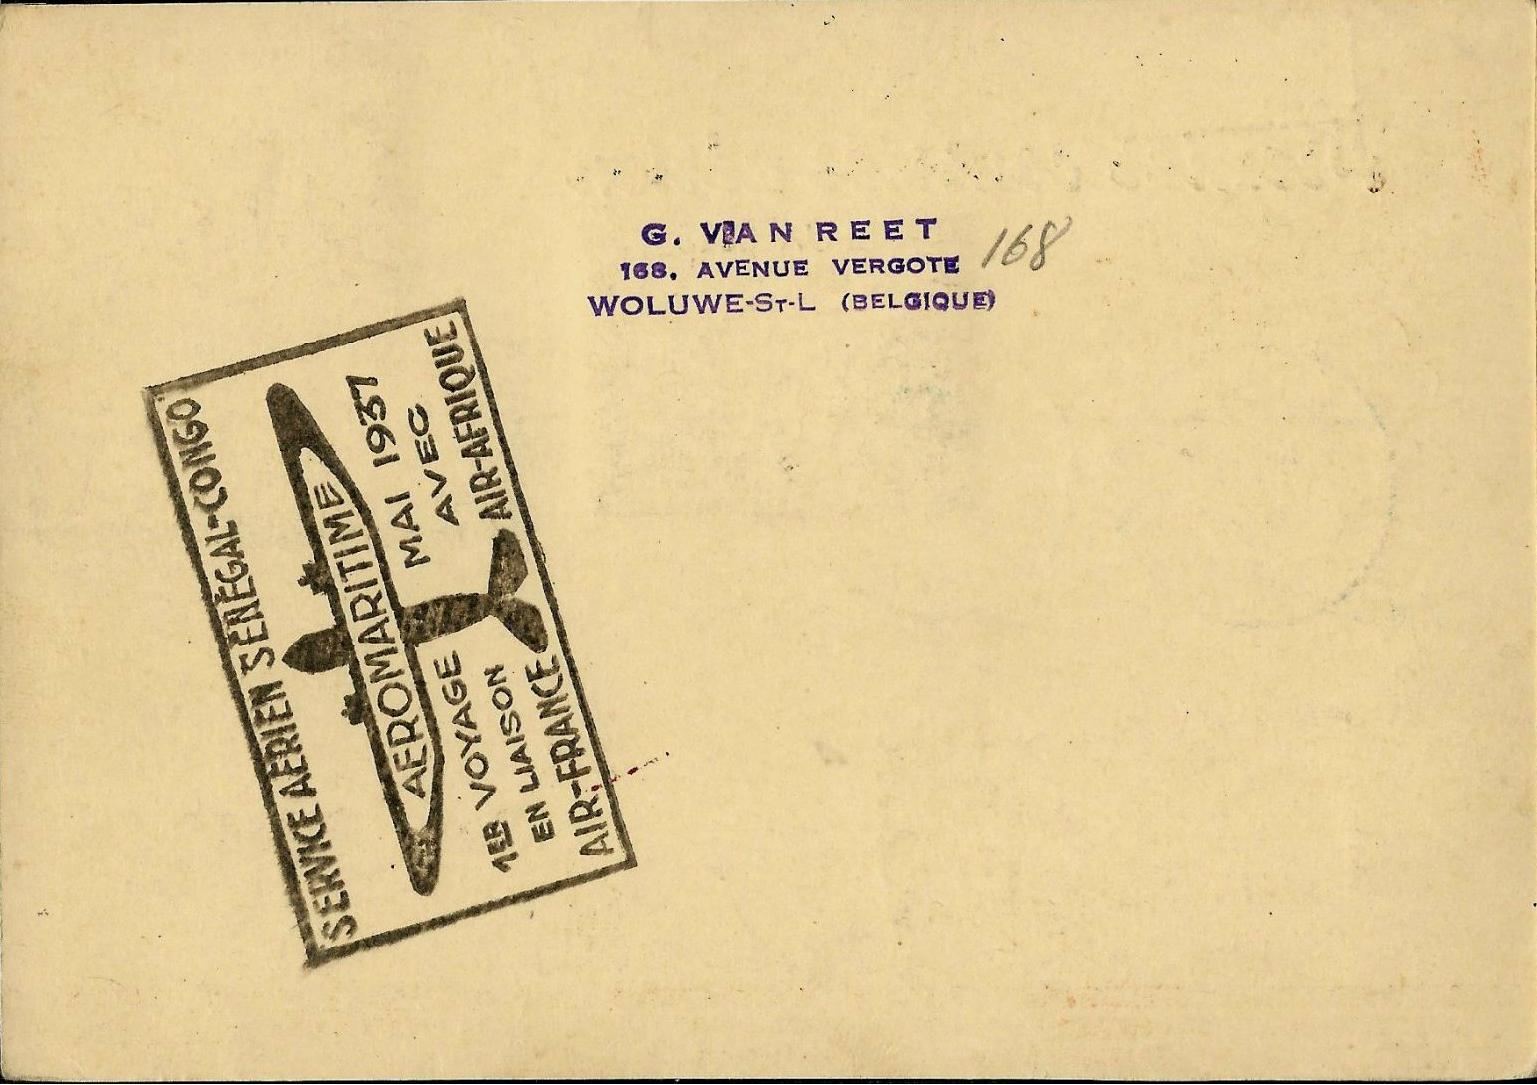 G. VAN REET
168, AVENUE VERGOTE
WOLUWE-ST-L (BELGIQUE)
168
SERVICE AÉRIEN SÉNÉGAL-CONGO
AEROMARITIME
1ER VOYAGE MAI 1937
EN LIAISON AVEC
AIR-FRANCE AIR-AFRIQUE